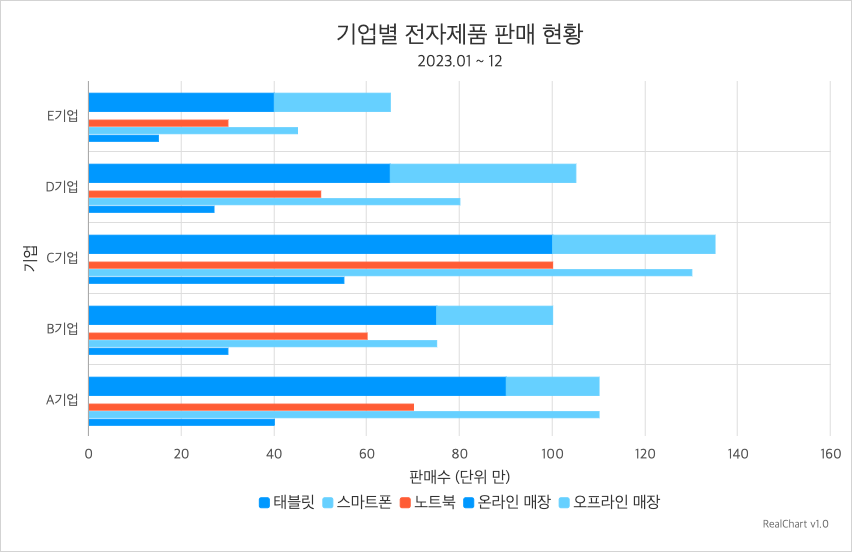 기업별 전자제품 판매 현황
2023.01 ~ 12
기업
E기업
D기업
C기업
B기업
A기업
0 20 40 60 80 100 120 140 160
판매수 (단위 만)
태블릿 스마트폰 노트북 온라인 매장 오프라인 매장
RealChart v1.0